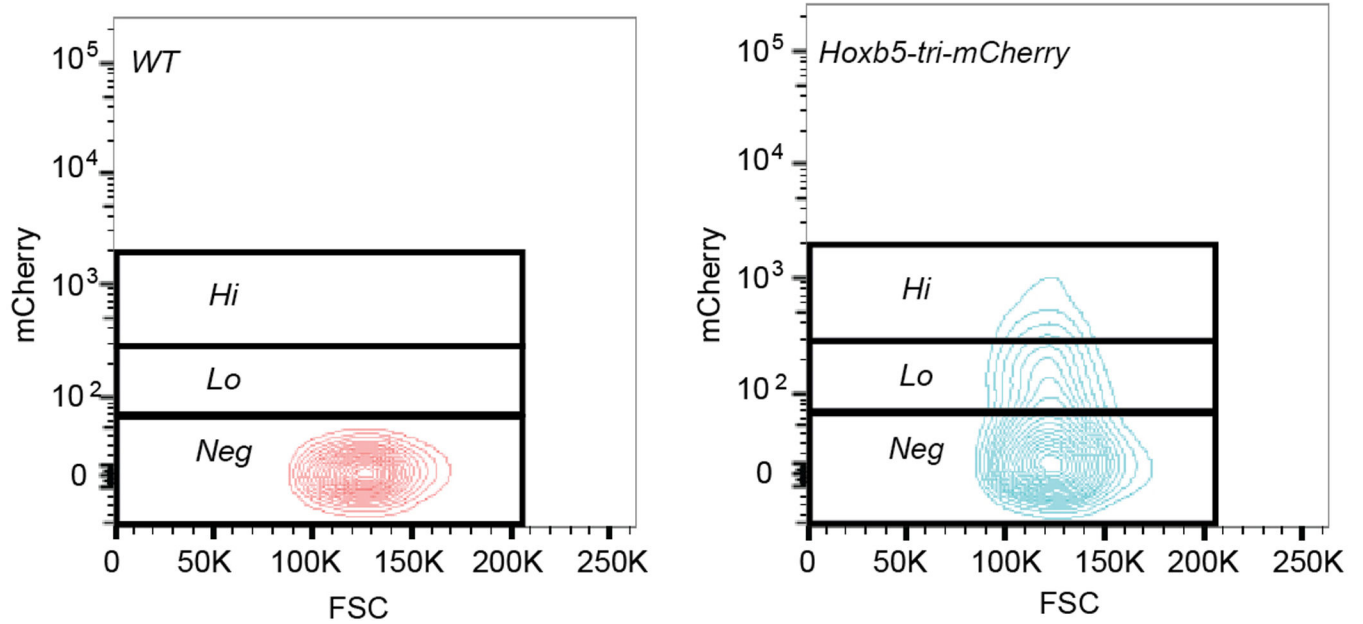 WT
10⁵
10⁴
10³
10²
0
mCherry
Hi
Lo
Neg
0 50K 100K 150K 200K 250K
FSC
Hoxb5-tri-mCherry
10⁵
10⁴
10³
10²
0
mCherry
Hi
Lo
Neg
0 50K 100K 150K 200K 250K
FSC